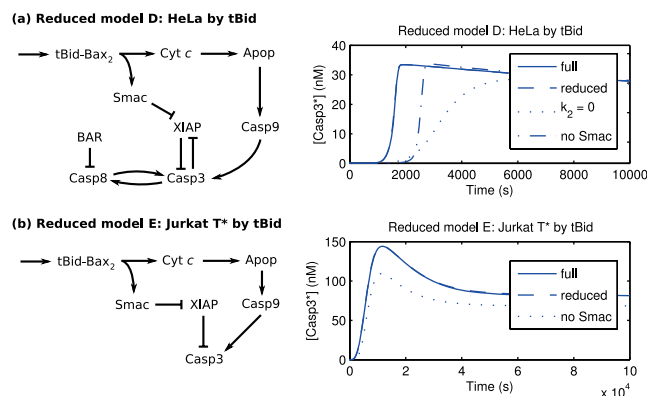 (a) Reduced model D: HeLa by tBid
tBid-Bax2
Cyt c
Apop
Smac
XIAP
BAR
Casp9
Casp8
Casp3
Reduced model D: HeLa by tBid
[Casp3*] (nM)
40
30
20
10
0
full
reduced
k2 = 0
no Smac
0 2000 4000 6000 8000 10000
Time (s)
(b) Reduced model E: Jurkat T* by tBid
tBid-Bax2
Cyt c
Apop
Smac
XIAP
Casp9
Casp3
Reduced model E: Jurkat T* by tBid
[Casp3*] (nM)
150
100
50
0
full
reduced
no Smac
0 2 4 6 8 10
Time (s)
x 10^4